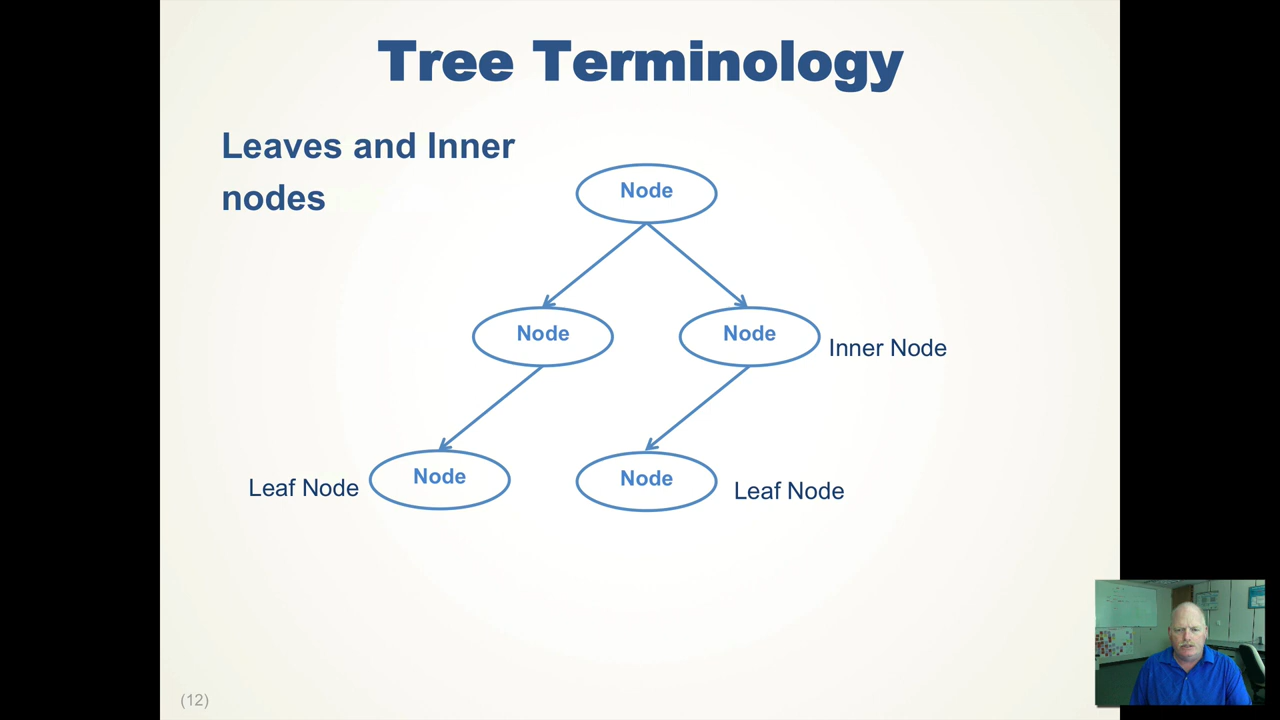 Tree Terminology
Leaves and Inner
nodes
Node
Node
Node
Inner Node
Leaf Node
Node
Node
Leaf Node
(12)